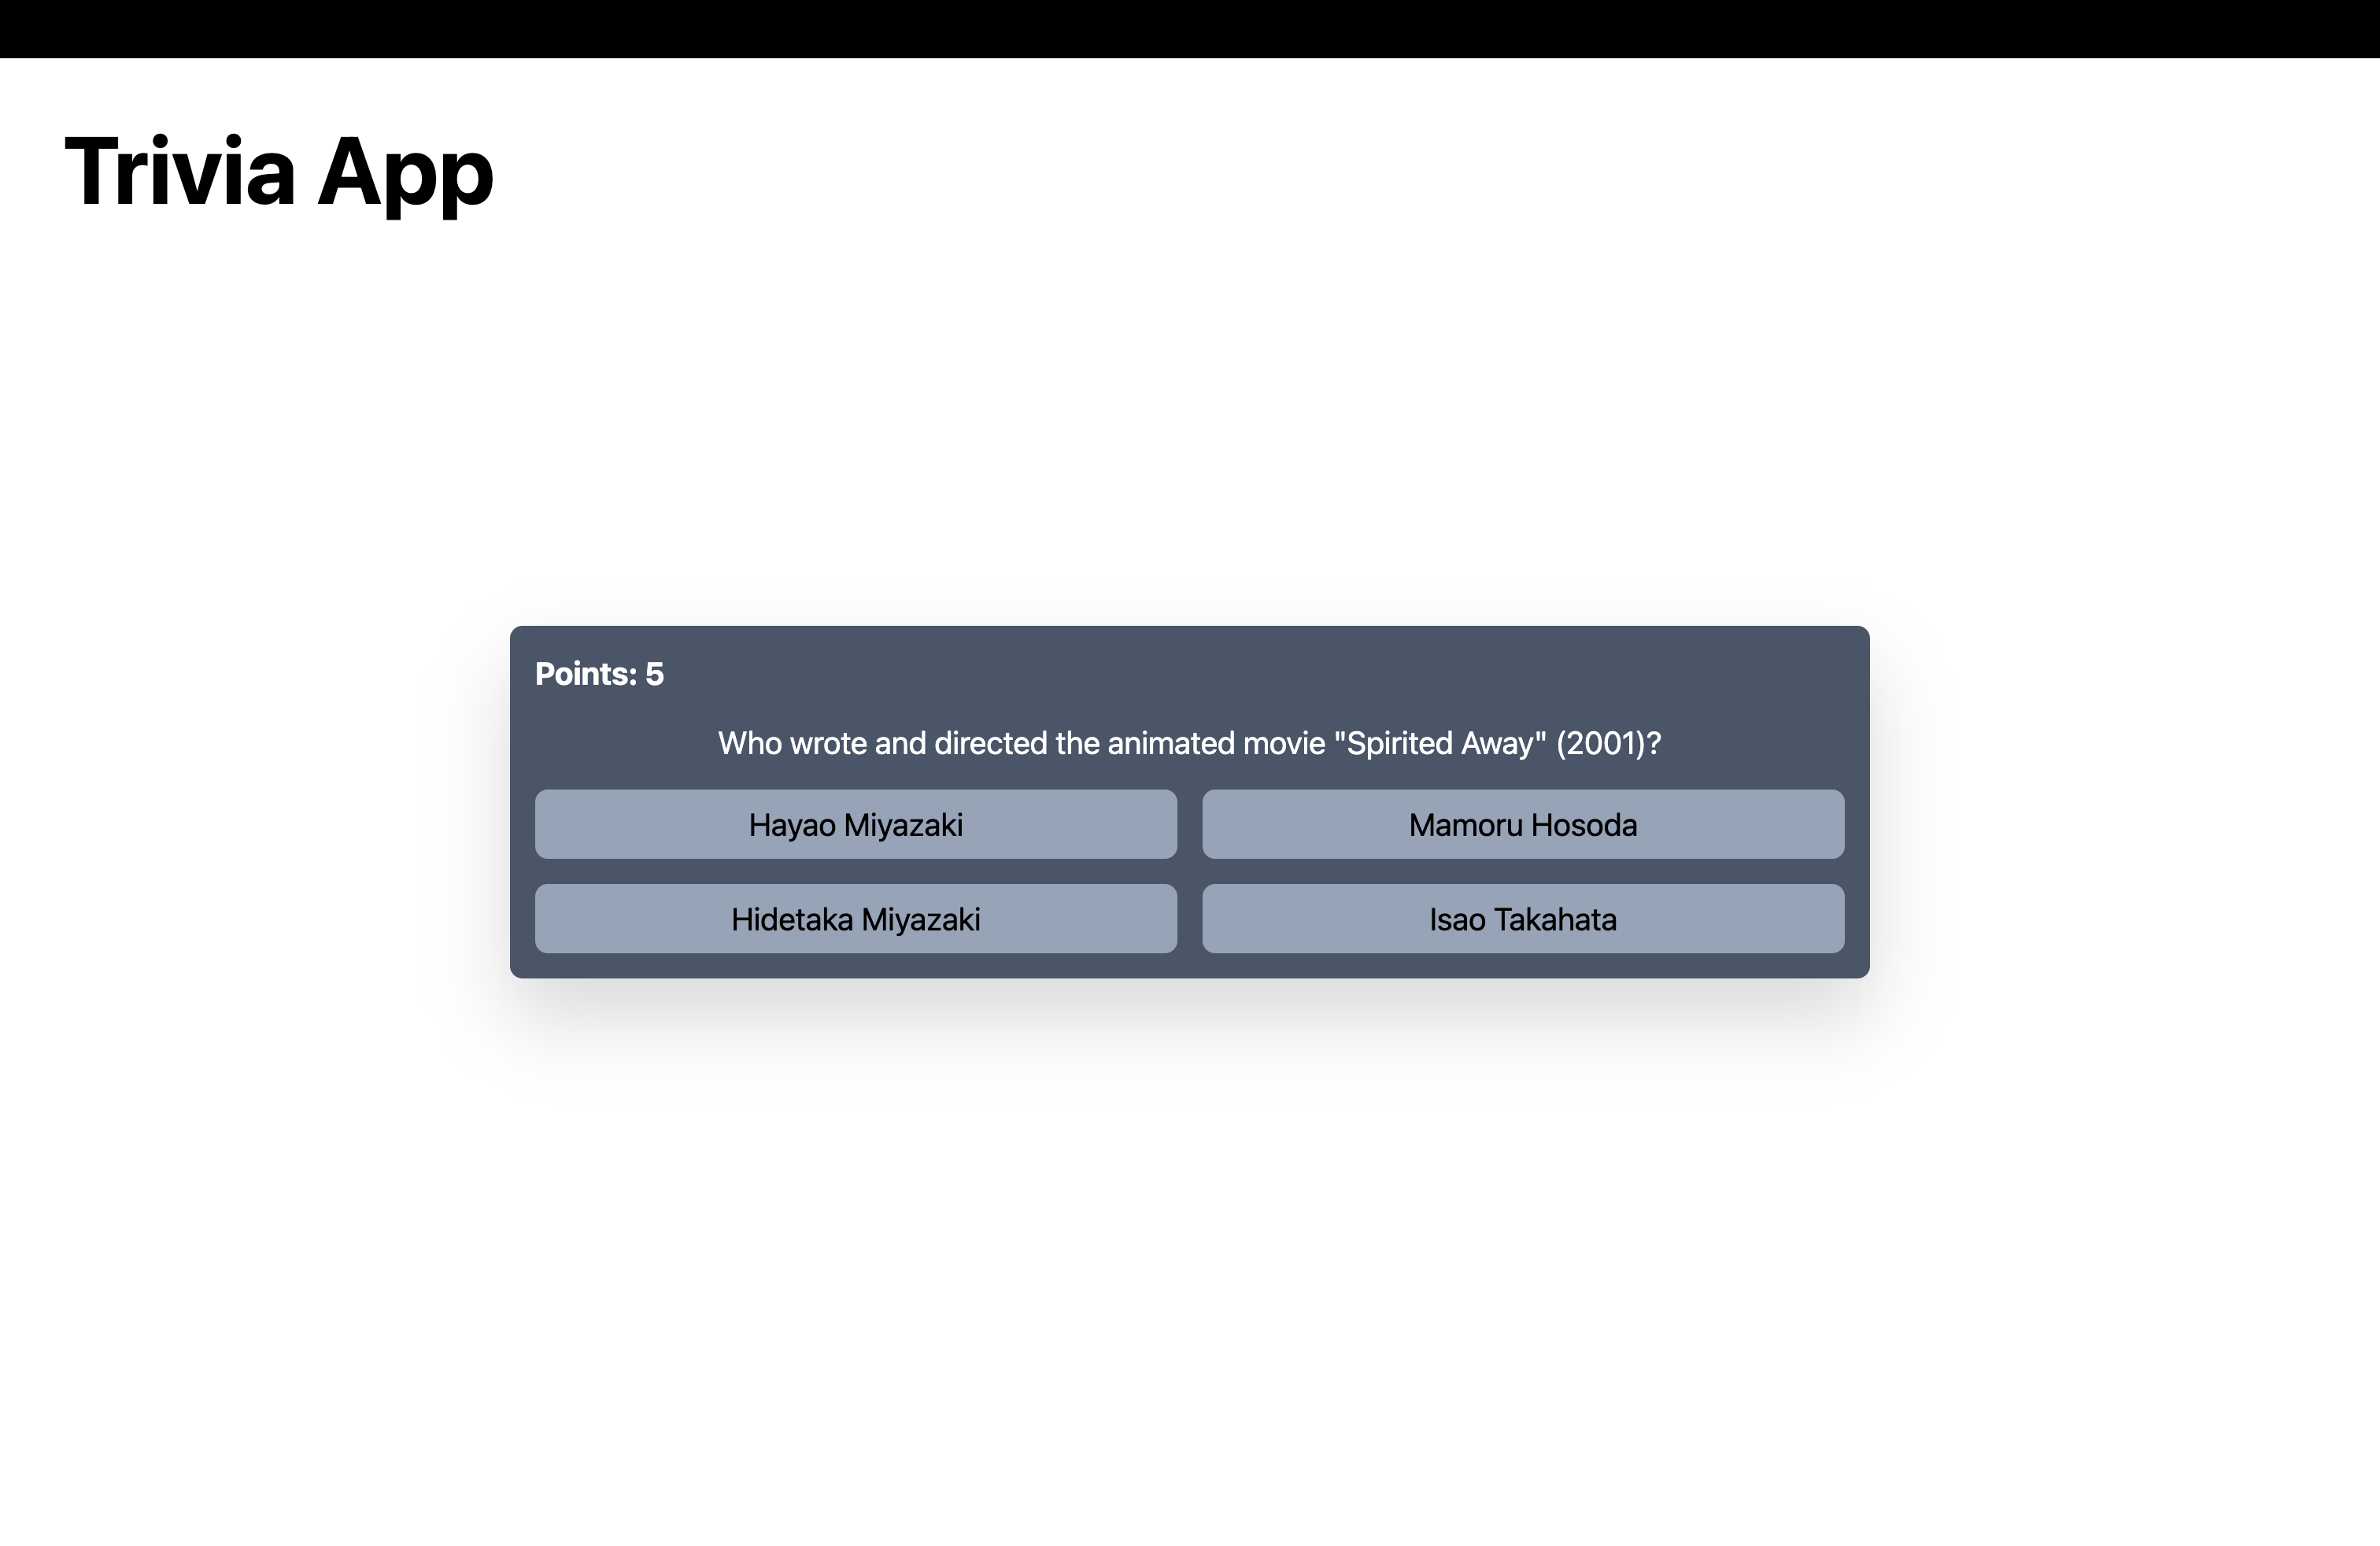 Trivia App
Points: 5
Who wrote and directed the animated movie "Spirited Away" (2001)?
Hayao Miyazaki
Mamoru Hosoda
Hidetaka Miyazaki
Isao Takahata